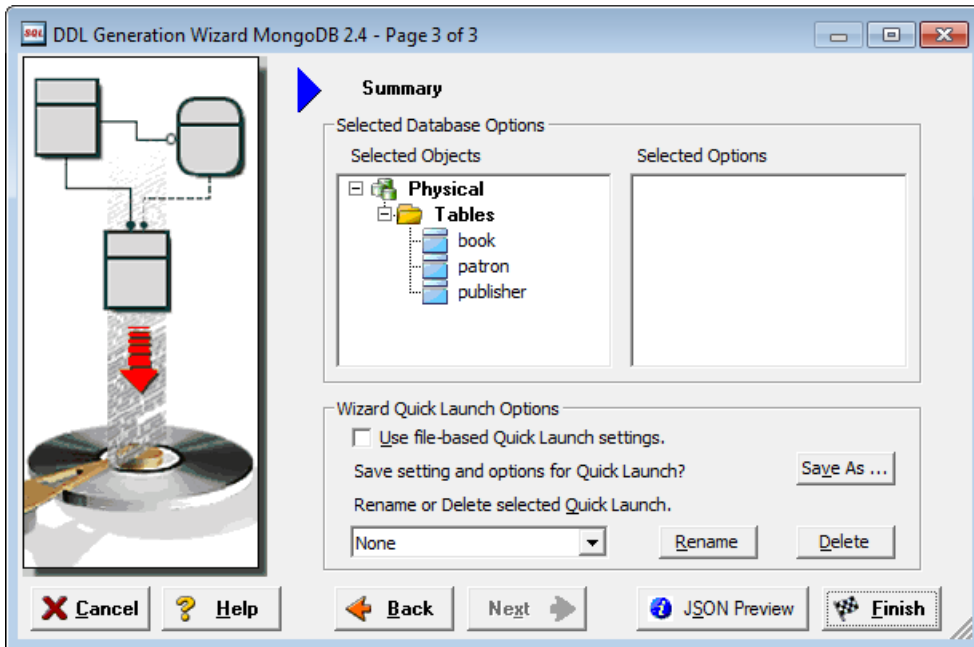 SQL DDL Generation Wizard MongoDB 2.4 - Page 3 of 3
Summary
Selected Database Options
Selected Objects Selected Options
Physical
Tables
book
patron
publisher
Wizard Quick Launch Options
Use file-based Quick Launch settings.
Save setting and options for Quick Launch? Save As ...
Rename or Delete selected Quick Launch.
None Rename Delete
Cancel Help Back Next JSON Preview Finish